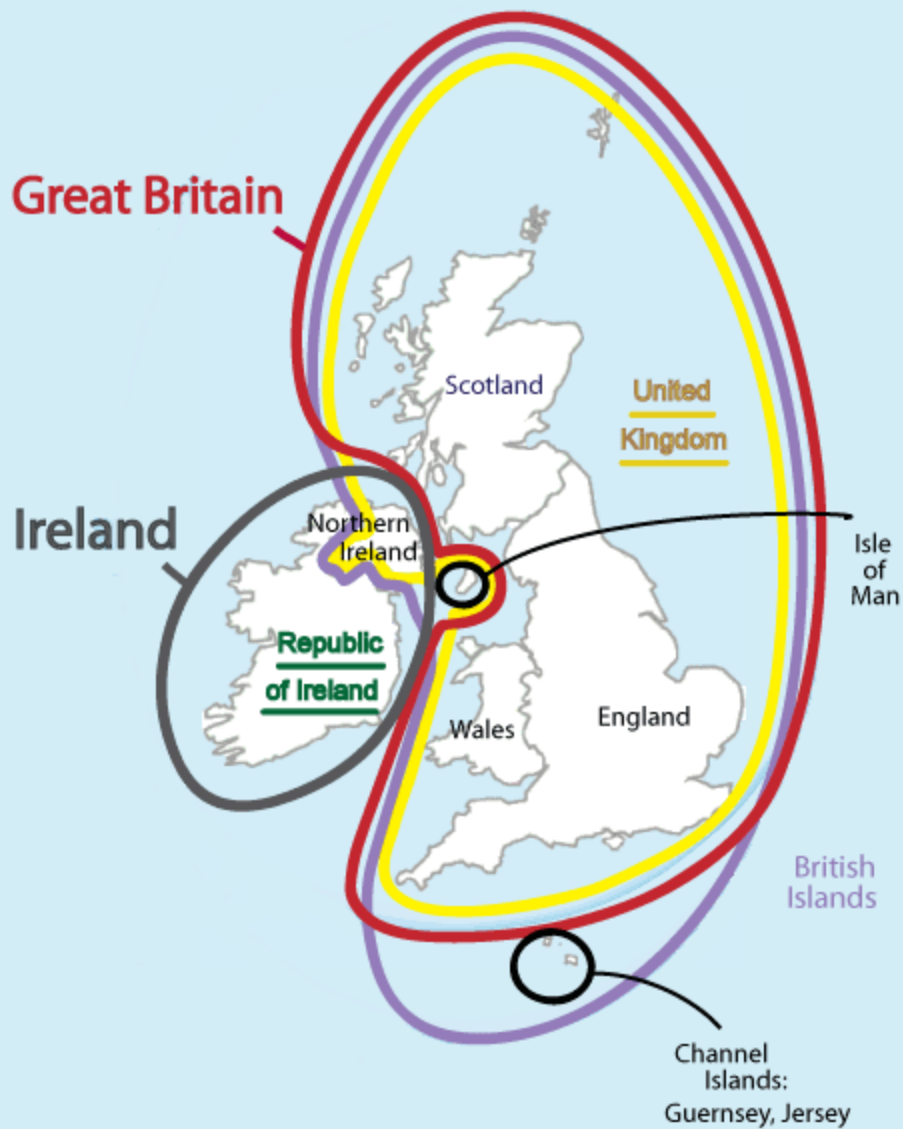 Great Britain
Scotland
United
Kingdom
Ireland
Northern
Ireland
Isle
of
Man
Republic
of Ireland
Wales
England
British
Islands
Channel
Islands:
Guernsey, Jersey